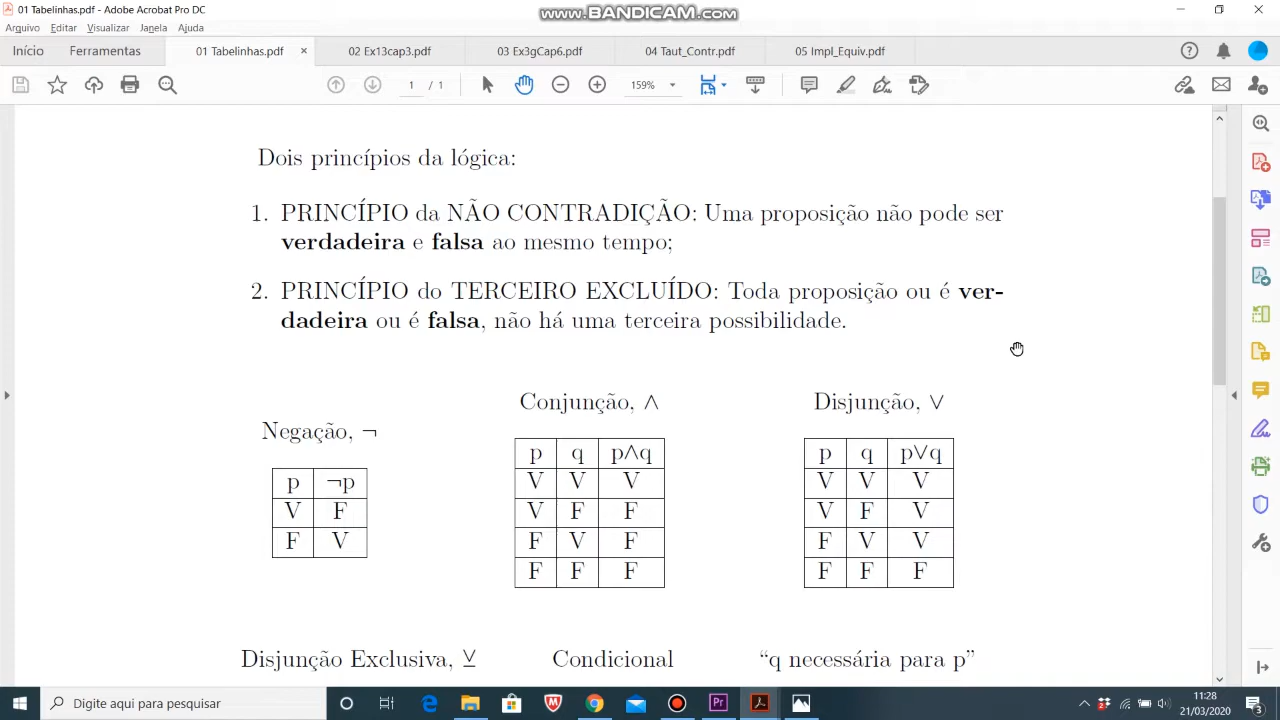 01 Tabelinhas.pdf - Adobe Acrobat Pro DC
www.BANDICAM.com
Arquivo Editar Visualizar Janela Ajuda
Início Ferramentas 01 Tabelinhas.pdf × 02 Ex13cap3.pdf 03 Ex3gCap6.pdf 04 Taut_Contr.pdf 05 Impl_Equiv.pdf
1 / 1 159%
Dois princípios da lógica:
1. PRINCÍPIO da NÃO CONTRADIÇÃO: Uma proposição não pode ser
verdadeira e falsa ao mesmo tempo;
2. PRINCÍPIO do TERCEIRO EXCLUÍDO: Toda proposição ou é ver-
dadeira ou é falsa, não há uma terceira possibilidade.
Negação, ¬
p ¬p
V F
F V
Conjunção, ∧
p q p∧q
V V V
V F F
F V F
F F F
Disjunção, ∨
p q p∨q
V V V
V F V
F V V
F F F
Disjunção Exclusiva, ⊻ Condicional “q necessária para p”
Digite aqui para pesquisar
11:28
21/03/2020
3